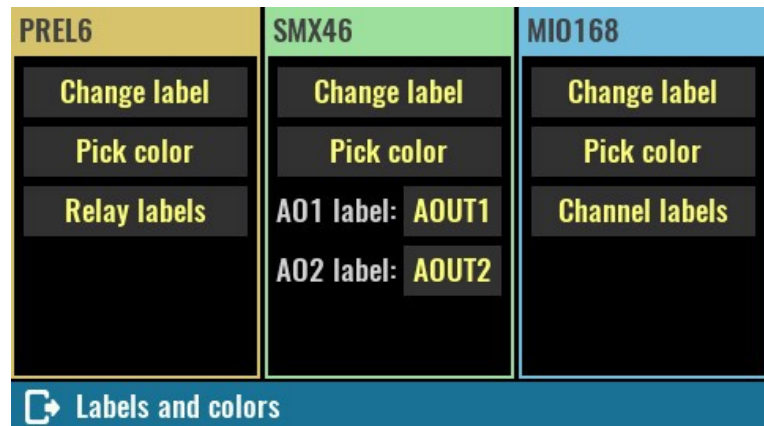 PREL6
Change label
Pick color
Relay labels
SMX46
Change label
Pick color
AO1 label: AOUT1
AO2 label: AOUT2
MIO168
Change label
Pick color
Channel labels
Labels and colors